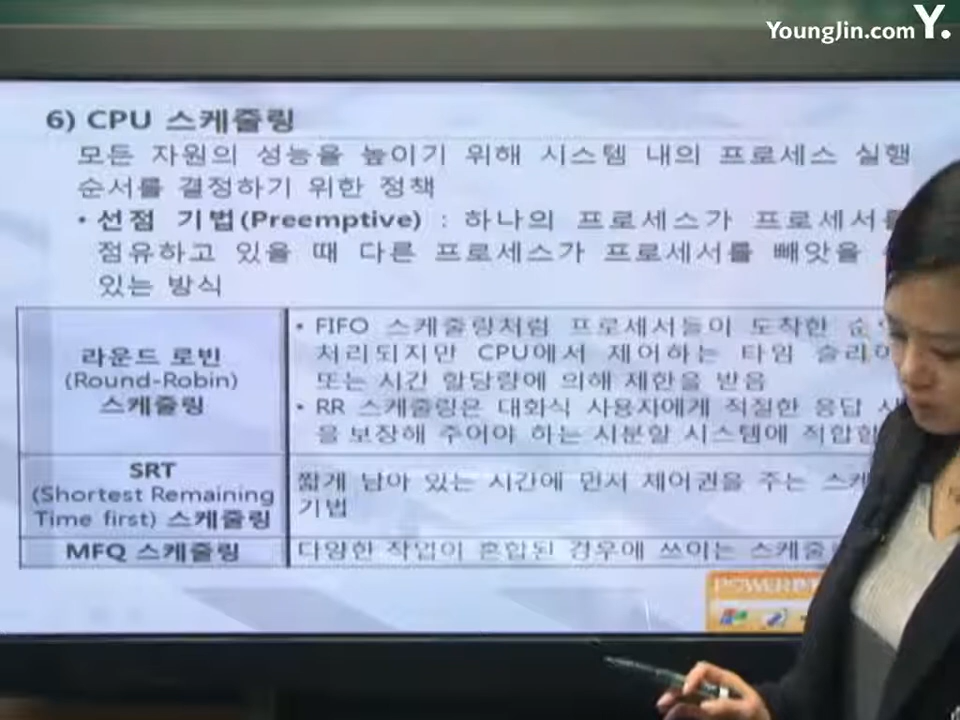 YoungJin.com Y.
6) CPU 스케줄링
모든 자원의 성능을 높이기 위해 시스템 내의 프로세스 실행
순서를 결정하기 위한 정책
• 선점 기법(Preemptive) : 하나의 프로세스가 프로세서를
점유하고 있을 때 다른 프로세스가 프로세서를 빼앗을
있는 방식
라운드 로빈
(Round-Robin)
스케줄링
• FIFO 스케줄링처럼 프로세서들이 도착한
처리되지만 CPU에서 제어하는 타임
또는 시간 할당량에 의해 제한을 받음
• RR 스케줄링은 대화식 사용자에게 적절한 응답
을 보장해 주어야 하는 시분할 시스템에
SRT
(Shortest Remaining
Time first) 스케줄링
짧게 남아 있는 시간에 먼저 제어권을 주는
기법
MFQ 스케줄링
다양한 작업이 혼합된 경우에 쓰이는